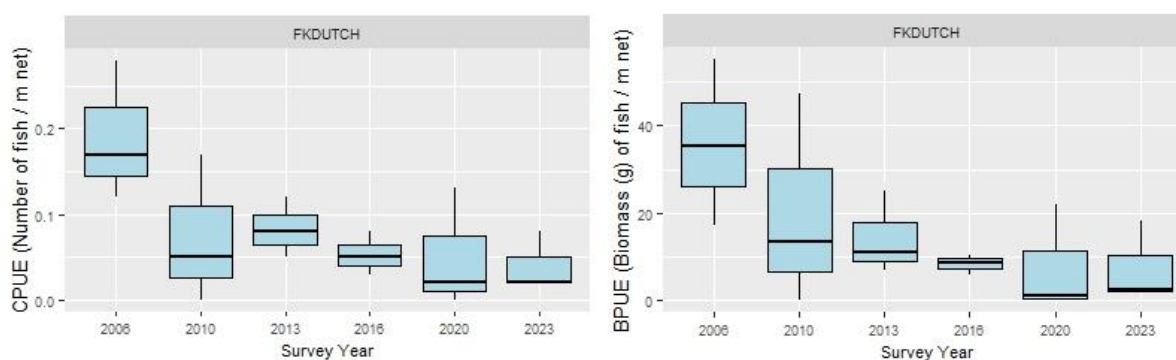 FKDUTCH
CPUE (Number of fish / m net)
0.2
0.1
0.0
2006 2010 2013 2016 2020 2023
Survey Year
FKDUTCH
BPUE (Biomass (g) of fish / m net)
40
20
0
2006 2010 2013 2016 2020 2023
Survey Year